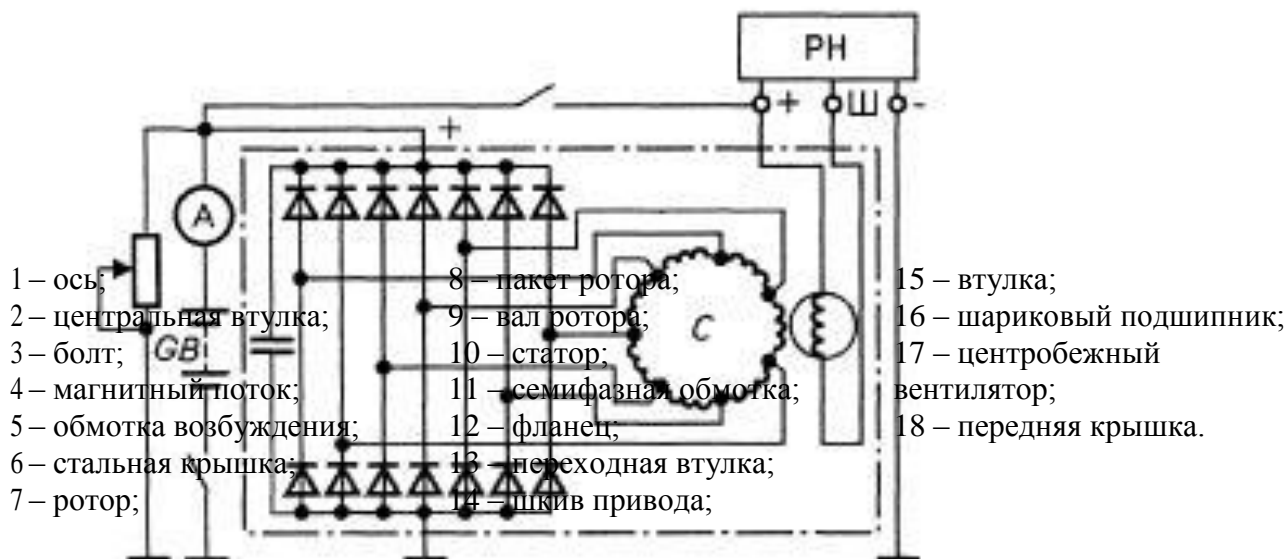 РН
+ Ш -
+
А
1 – ось;
2 – центральная втулка;
3 – болт;
4 – магнитный поток;
5 – обмотка возбуждения;
6 – стальная крышка;
7 – ротор;
GB
8 – пакет ротора;
9 – вал ротора;
10 – статор;
11 – семифазная обмотка;
12 – фланец;
13 – переходная втулка;
14 – шкив привода;
С
15 – втулка;
16 – шариковый подшипник;
17 – центробежный
вентилятор;
18 – передняя крышка.